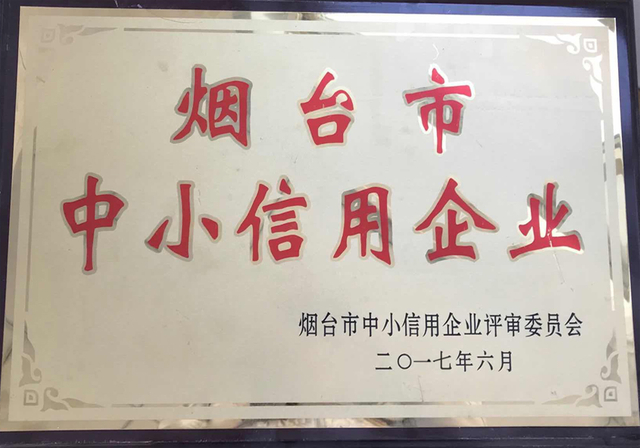 烟台市
中小信用企业
烟台市中小信用企业评审委员会
二〇一七年六月